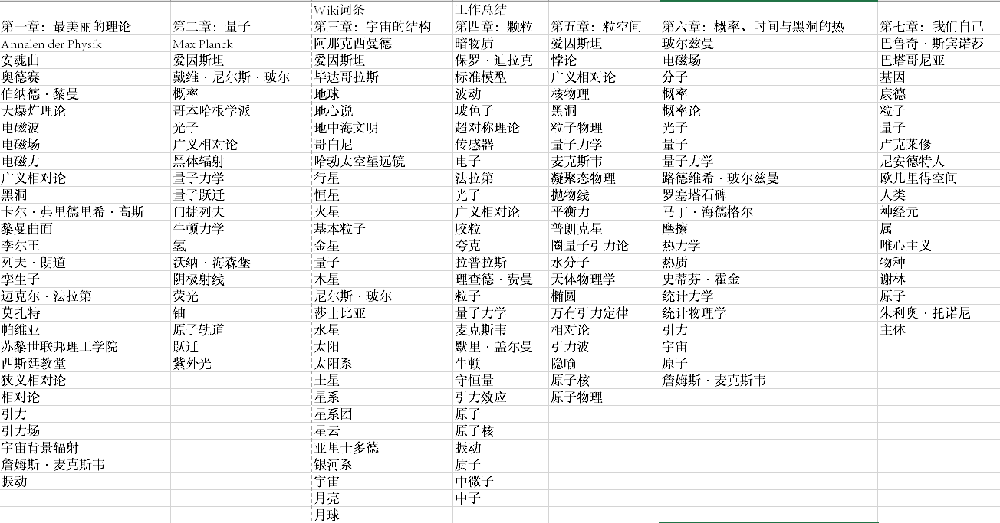 Wiki词条 工作总结
第一章：最美丽的理论 第二章：量子 第三章：宇宙的结构 第四章：颗粒 第五章：粒空间 第六章：概率、时间与黑洞的热 第七章：我们自己
Annalen der Physik Max Planck 阿那克西曼德 暗物质 爱因斯坦 玻尔兹曼 巴鲁奇·斯宾诺莎
安魂曲 爱因斯坦 爱因斯坦 保罗·迪拉克 悖论 电磁场 巴塔哥尼亚
奥德赛 戴维·尼尔斯·玻尔 毕达哥拉斯 标准模型 广义相对论 分子 基因
伯纳德·黎曼 概率 地球 波动 核物理 概率 康德
大爆炸理论 哥本哈根学派 地心说 玻色子 黑洞 概率论 粒子
电磁波 光子 地中海文明 超对称理论 粒子物理 光子 量子
电磁场 广义相对论 哥白尼 传感器 量子力学 量子 卢克莱修
电磁力 黑体辐射 哈勃太空望远镜 电子 麦克斯韦 量子力学 尼安德特人
广义相对论 量子力学 行星 法拉第 凝聚态物理 路德维希·玻尔兹曼 欧几里得空间
黑洞 量子跃迁 恒星 光子 抛物线 罗塞塔石碑 人类
卡尔·弗里德里希·高斯 门捷列夫 火星 广义相对论 平衡力 马丁·海德格尔 神经元
黎曼曲面 牛顿力学 基本粒子 胶粒 普朗克星 摩擦 属
李尔王 氢 金星 夸克 圈量子引力论 热力学 唯心主义
列夫·朗道 沃纳·海森堡 量子 拉普拉斯 水分子 热质 物种
孪生子 阴极射线 木星 理查德·费曼 天体物理学 史蒂芬·霍金 谢林
迈克尔·法拉第 荧光 尼尔斯·玻尔 粒子 椭圆 统计力学 原子
莫扎特 铀 莎士比亚 量子力学 万有引力定律 统计物理学 朱利奥·托诺尼
帕维亚 原子轨道 水星 麦克斯韦 相对论 引力 主体
苏黎世联邦理工学院 跃迁 太阳 默里·盖尔曼 引力波 宇宙
西斯廷教堂 紫外光 太阳系 牛顿 隐喻 原子
狭义相对论 土星 守恒量 原子核 詹姆斯·麦克斯韦
相对论 星系 引力效应 原子物理
引力 星系团 原子
引力场 星云 原子核
宇宙背景辐射 亚里士多德 振动
詹姆斯·麦克斯韦 银河系 质子
振动 宇宙 中微子
月亮 中子
月球